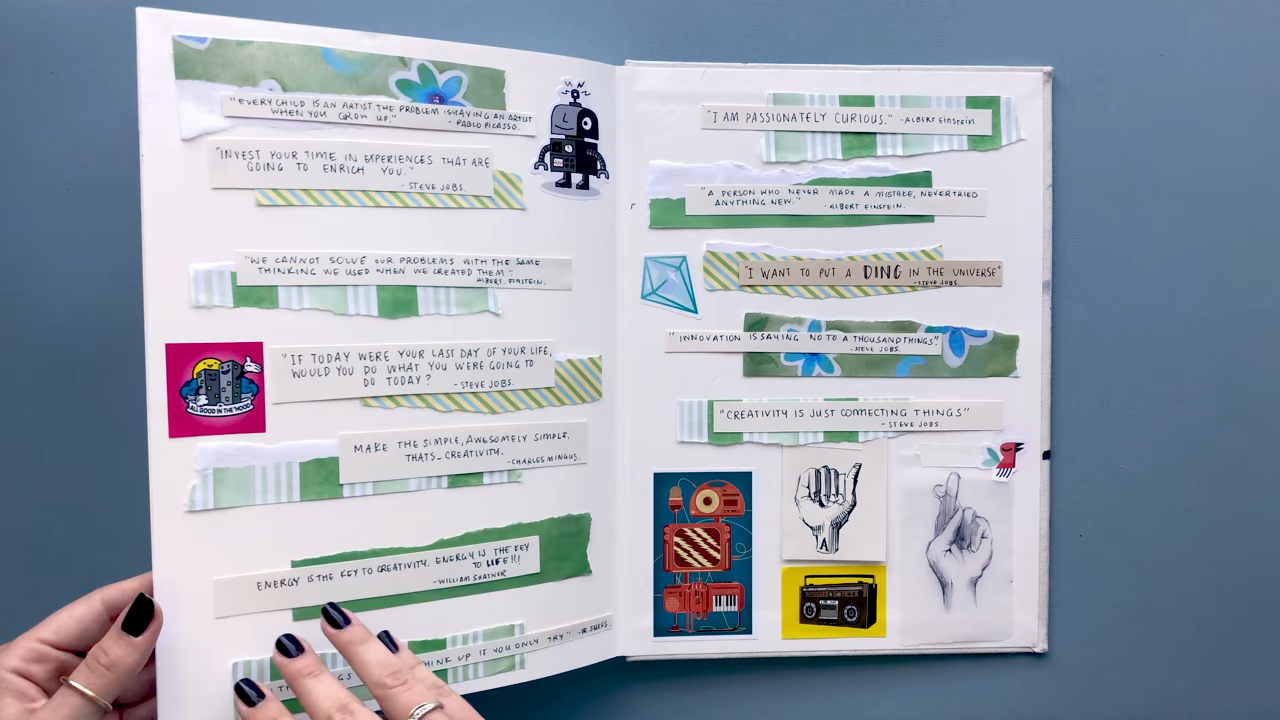 "EVERY CHILD IS AN ARTIST. THE PROBLEM IS STAYING AN ARTIST
WHEN YOU GROW UP."
- PABLO PICASSO.
"INVEST YOUR TIME IN EXPERIENCES THAT ARE
GOING TO ENRICH YOU."
- STEVE JOBS.
"WE CANNOT SOLVE OUR PROBLEMS WITH THE SAME
THINKING WE USED WHEN WE CREATED THEM".
ALBERT. EINSTEIN.
ALL GOOD IN THE 'HOOD
"IF TODAY WERE YOUR LAST DAY OF YOUR LIFE,
WOULD YOU DO WHAT YOU WERE GOING TO
DO TODAY?
- STEVE JOBS.
MAKE THE SIMPLE, AWESOMELY SIMPLE.
THATS_ CREATIVITY.
-CHARLES MINGUS.
ENERGY IS THE KEY TO CREATIVITY. ENERGY IS THE KEY
TO LIFE!!!
-WILLIAM SHATNER
THINK UP IF YOU ONLY TRY"
"I AM PASSIONATELY CURIOUS." -ALBERT EINSTEIN
"A PERSON WHO NEVER MADE A MISTAKE, NEVER TRIED
ANYTHING NEW." -ALBERT EINSTEIN.
"I WANT TO PUT A DING IN THE UNIVERSE"
-STEVE JOBS.
"INNOVATION IS SAYING NO TO A THOUSAND THINGS"
-STEVE JOBS.
"CREATIVITY IS JUST CONNECTING THINGS"
- STEVE JOBS
A